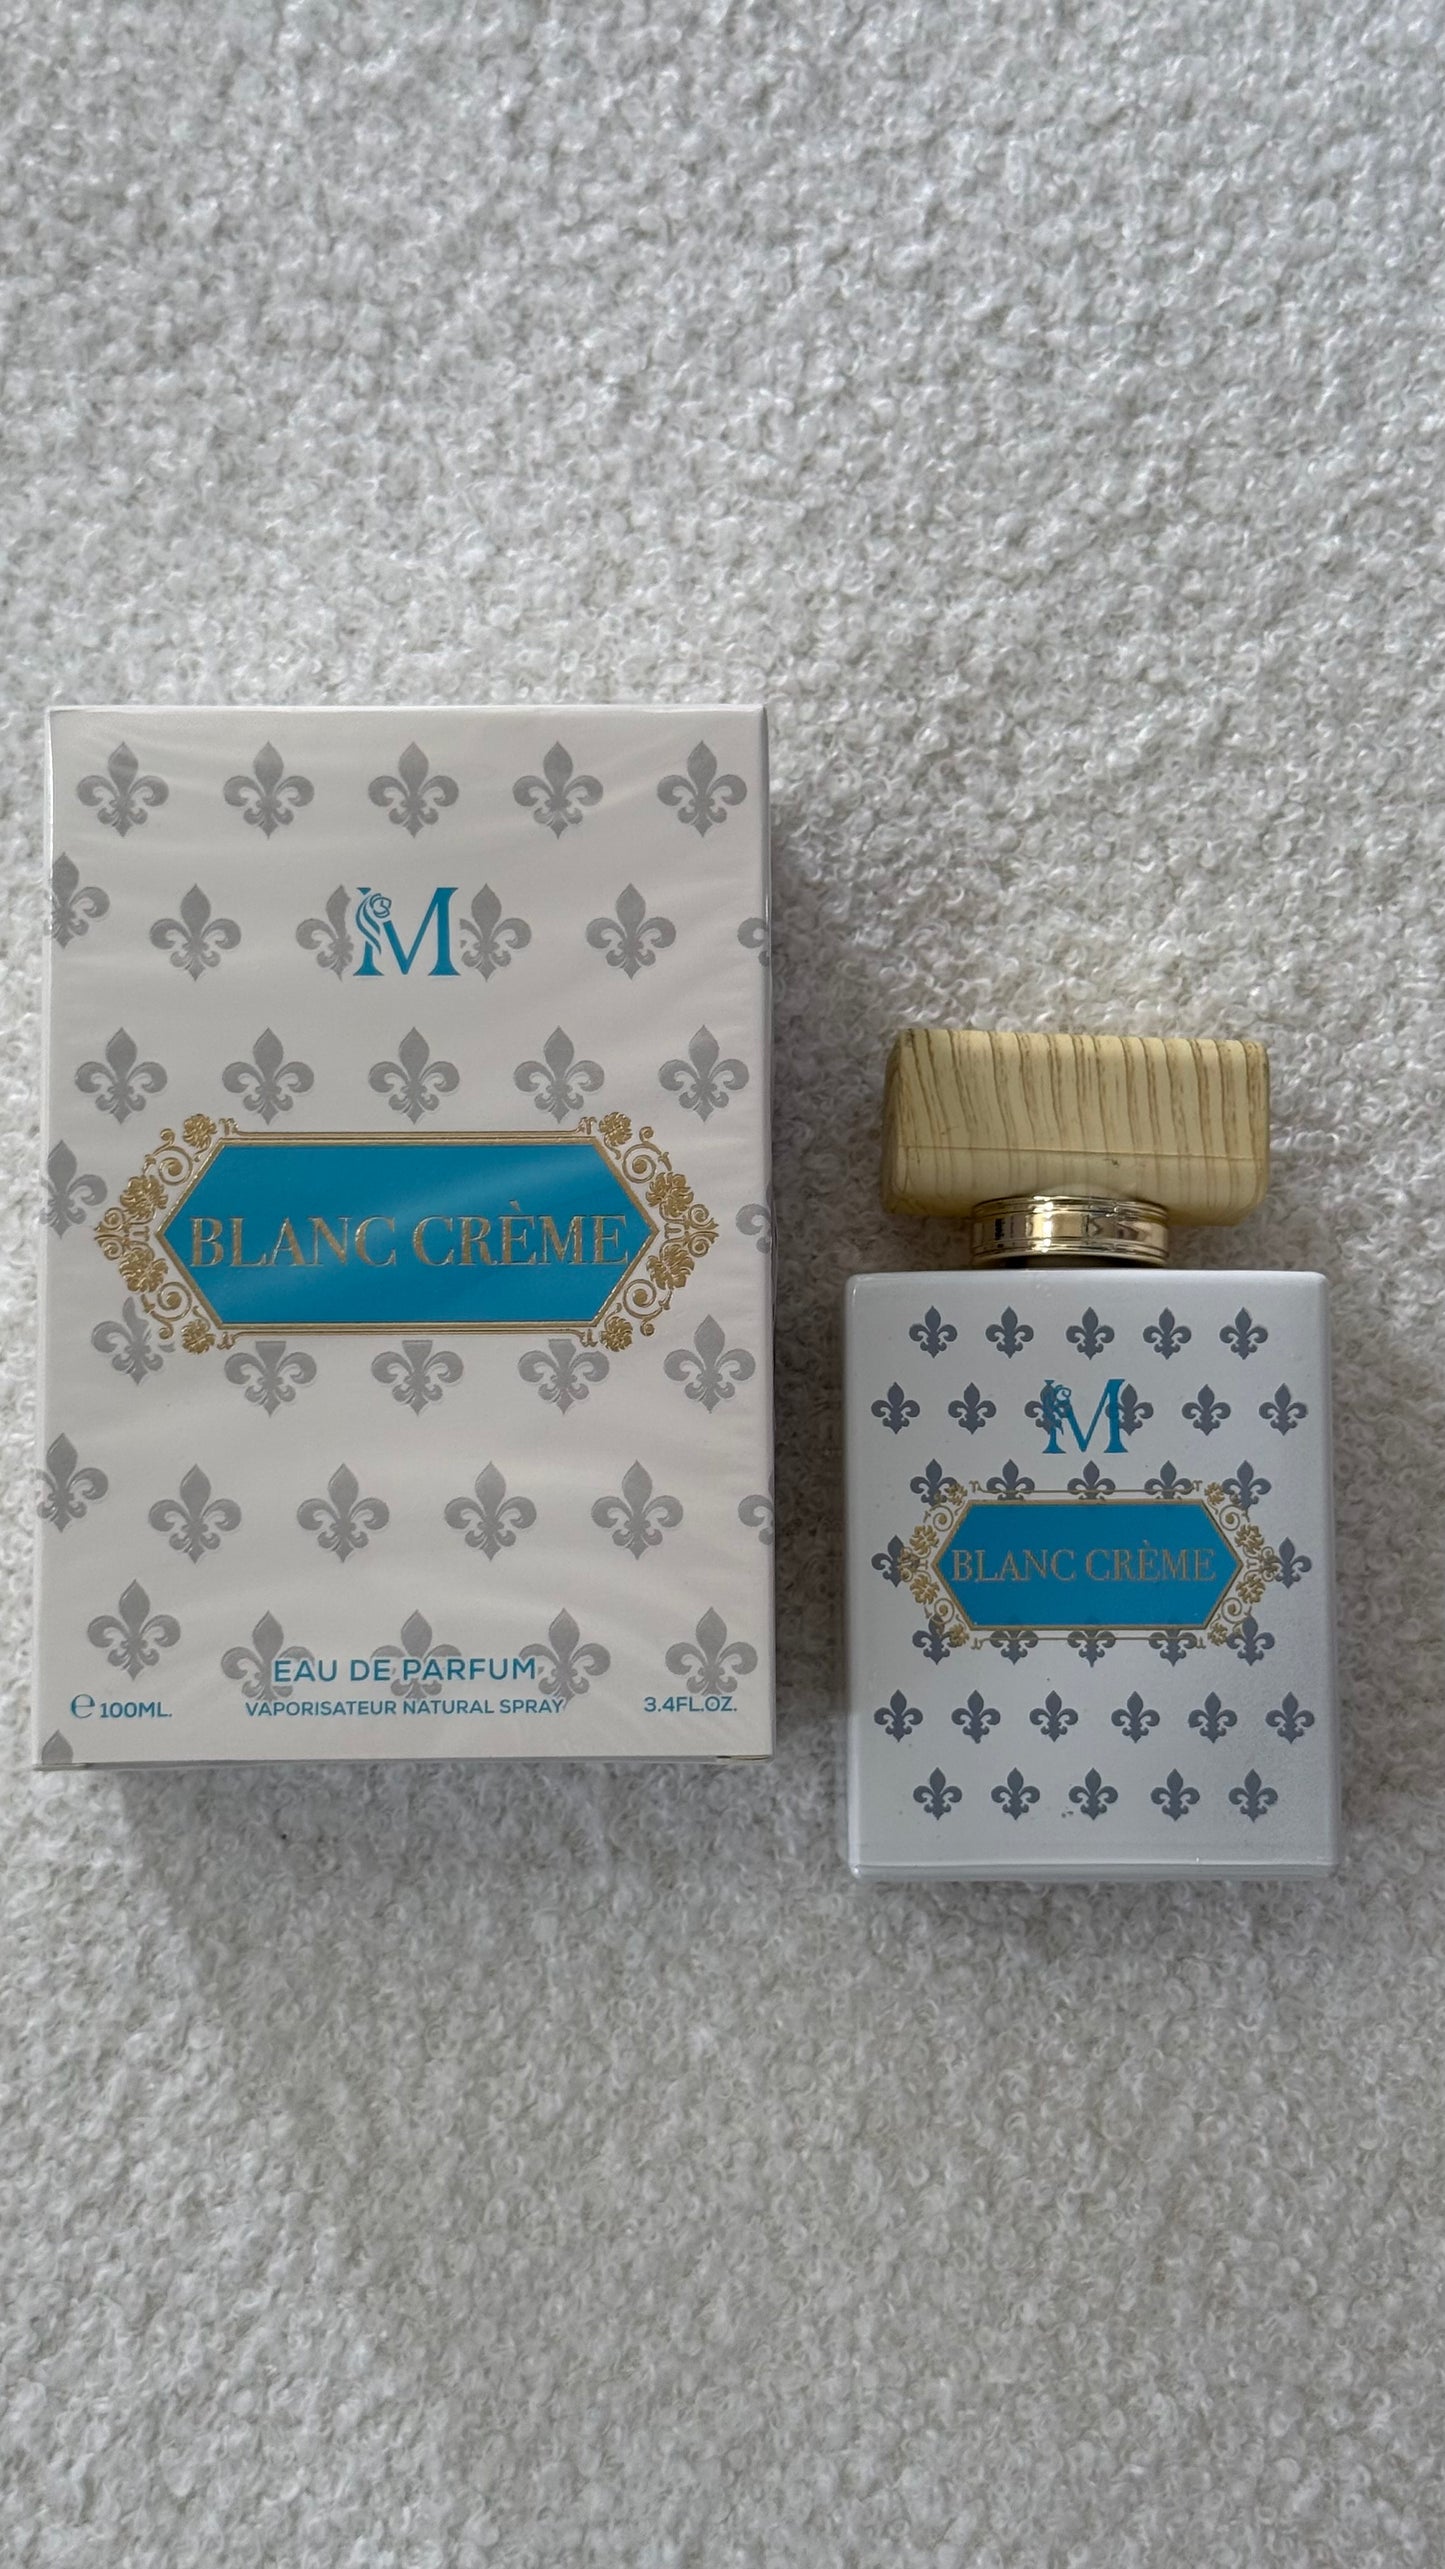 M
BLANC CRÈME
EAU DE PARFUM
e 100ML.
VAPORISATEUR NATURAL SPRAY
3.4FL.OZ.
M
BLANC CRÈME